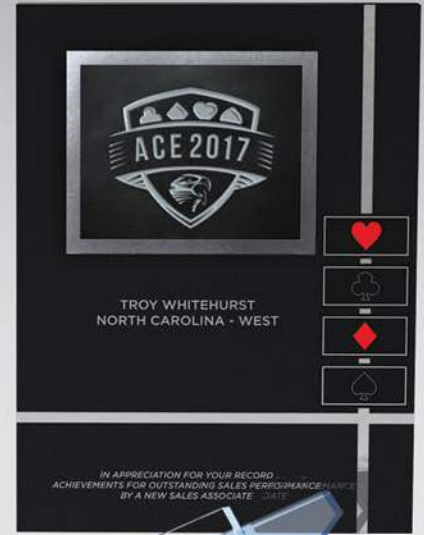 ACE 2017
TROY WHITEHURST
NORTH CAROLINA - WEST
IN APPRECIATION FOR YOUR RECORD
ACHIEVEMENTS FOR OUTSTANDING SALES PERFORMANCE
BY A NEW SALES ASSOCIATE